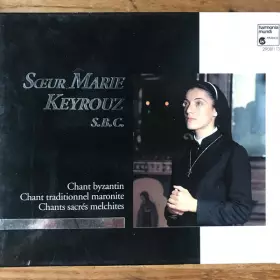 SŒUR MARIE
KEYROUZ
S.B.C.
Chant byzantin
Chant traditionnel maronite
Chants sacrés melchites
harmonia
mundi